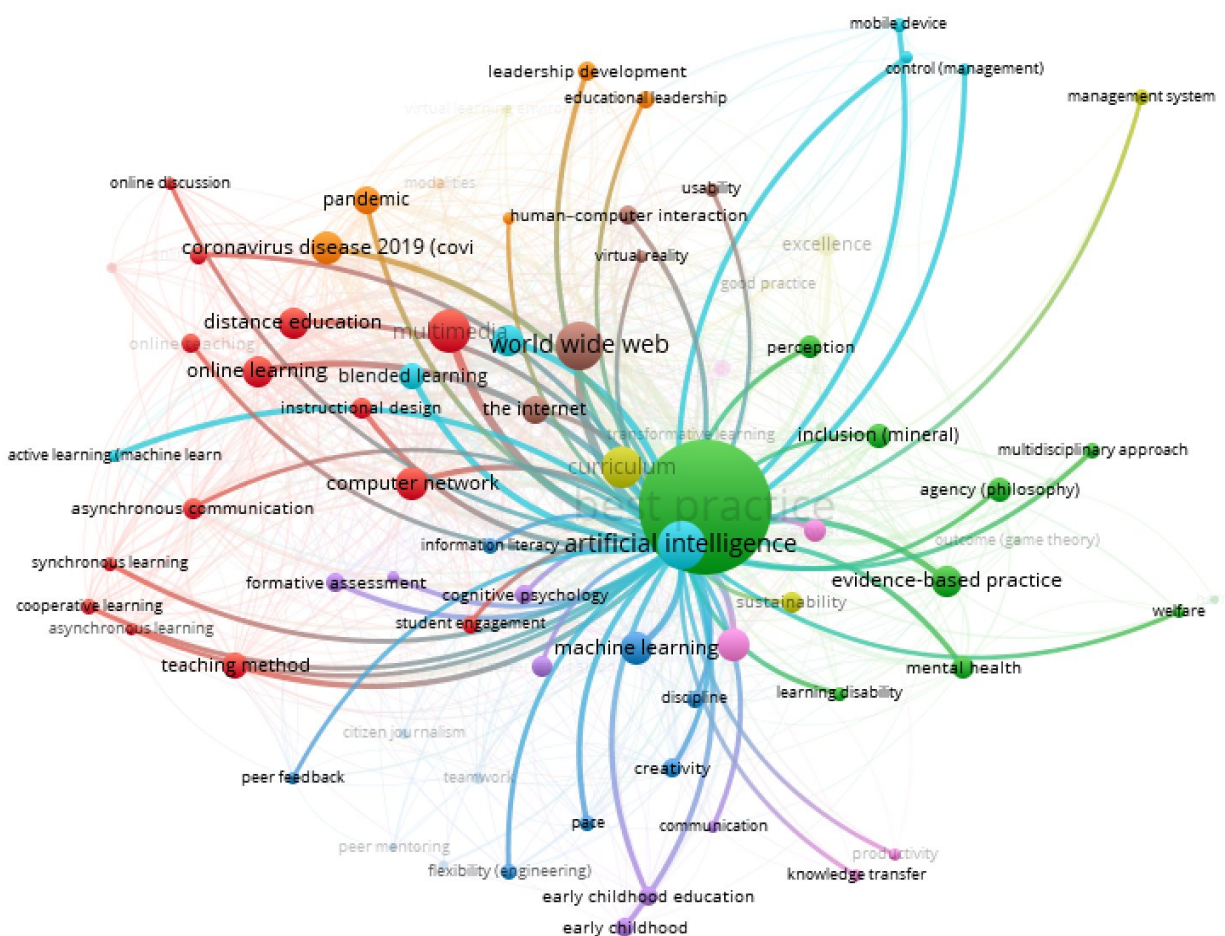 mobile device
control (management)
leadership development
educational leadership
management system
virtual learning environm
online discussion
modalities
usability
pandemic
human–computer interaction
coronavirus disease 2019 (covi
excellence
virtual reality
good practice
distance education
multimedia
online teaching
world wide web
perception
online learning
blended learning
instructional design
the internet
transformative learning
inclusion (mineral)
active learning (machine learn
multidisciplinary approach
curriculum
computer network
agency (philosophy)
best practice
asynchronous communication
information literacy
artificial intelligence
outcome (game theory)
synchronous learning
formative assessment
cognitive psychology
evidence-based practice
cooperative learning
sustainability
welfare
asynchronous learning
student engagement
teaching method
machine learning
mental health
discipline
learning disability
citizen journalism
peer feedback
teamwork
creativity
pace
communication
peer mentoring
productivity
flexibility (engineering)
knowledge transfer
early childhood education
early childhood